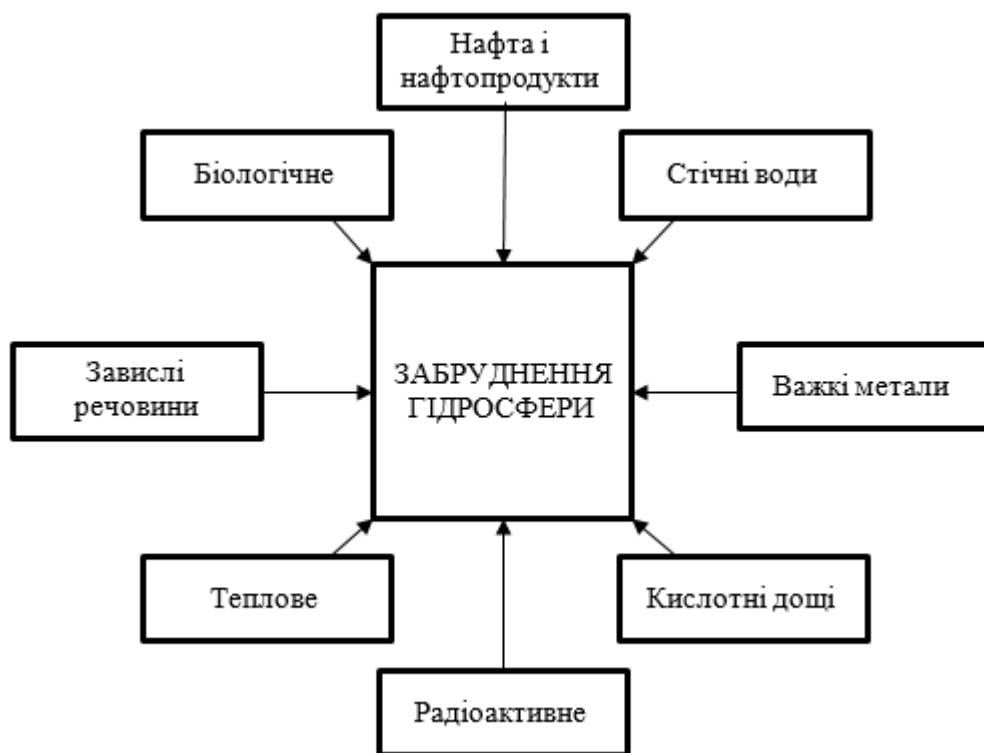 Нафта і
нафтопродукти
Біологічне
Стічні води
Завислі
речовини
ЗАБРУДНЕННЯ
ГІДРОСФЕРИ
Важкі метали
Теплове
Кислотні дощі
Радіоактивне